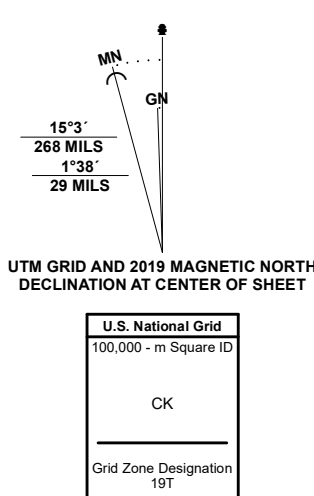 MN
GN
15°3´
268 MILS
1°38´
29 MILS
UTM GRID AND 2019 MAGNETIC NORTH
DECLINATION AT CENTER OF SHEET
U.S. National Grid
100,000 - m Square ID
CK
Grid Zone Designation
19T